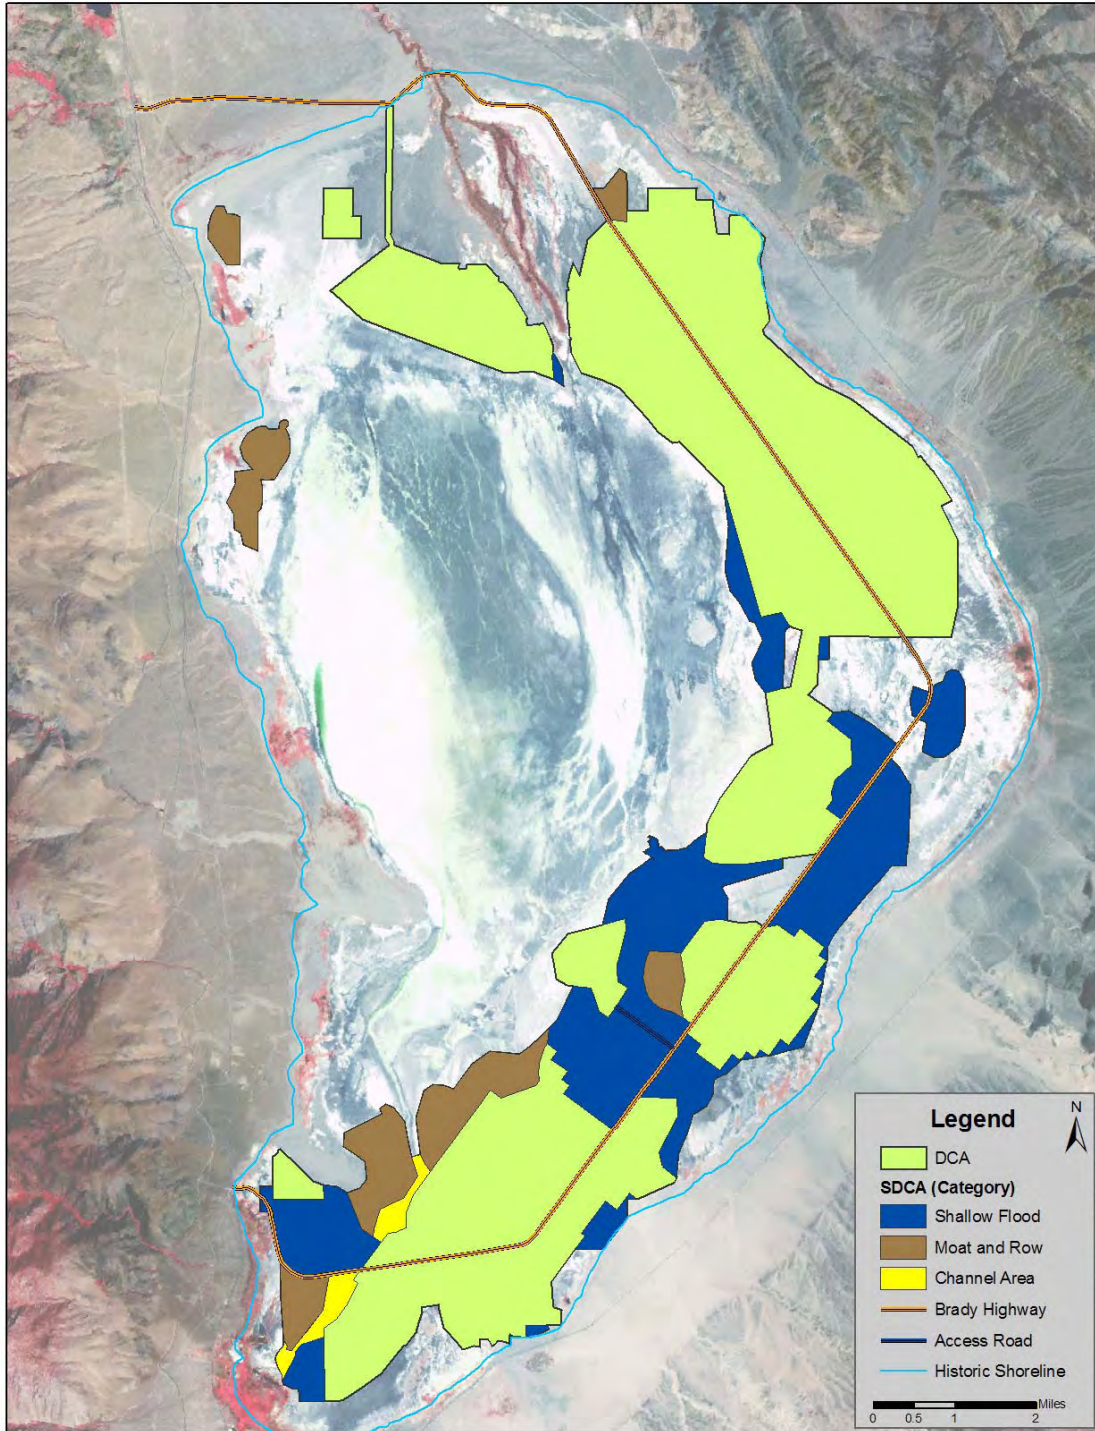 N
Legend
DCA
SDCA (Category)
Shallow Flood
Moat and Row
Channel Area
Brady Highway
Access Road
Historic Shoreline
Miles
0 0.5 1 2